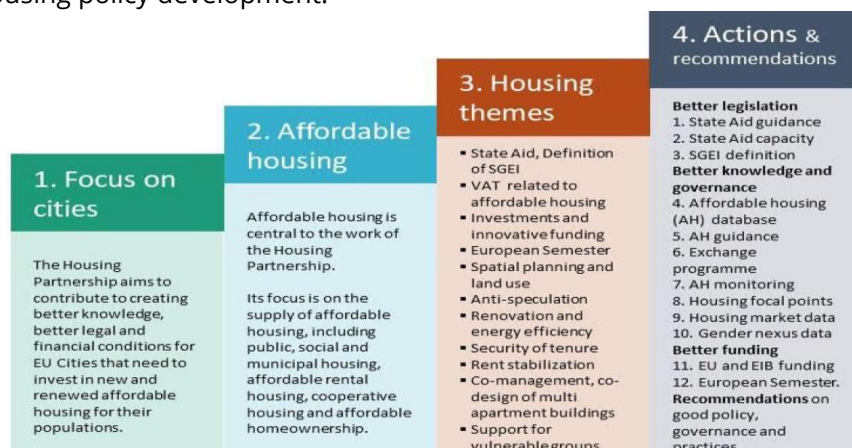 ousing policy development.
1. Focus on
cities
The Housing
Partnership aims to
contribute to creating
better knowledge,
better legal and
financial conditions for
EU Cities that need to
invest in new and
renewed affordable
housing for their
populations.
2. Affordable
housing
Affordable housing is
central to the work of
the Housing
Partnership.
Its focus is on the
supply of affordable
housing, including
public, social and
municipal housing,
affordable rental
housing, cooperative
housing and affordable
homeownership.
3. Housing
themes
▪ State Aid, Definition
of SGEI
▪ VAT related to
affordable housing
▪ Investments and
innovative funding
▪ European Semester
▪ Spatial planning and
land use
▪ Anti-speculation
▪ Renovation and
energy efficiency
▪ Security of tenure
▪ Rent stabilization
▪ Co-management, co-
design of multi
apartment buildings
▪ Support for
vulnerable groups
4. Actions &
recommendations
Better legislation
1. State Aid guidance
2. State Aid capacity
3. SGEI definition
Better knowledge and
governance
4. Affordable housing
(AH) database
5. AH guidance
6. Exchange
programme
7. AH monitoring
8. Housing focal points
9. Housing market data
10. Gender nexus data
Better funding
11. EU and EIB funding
12. European Semester.
Recommendations on
good policy,
governance and
practices